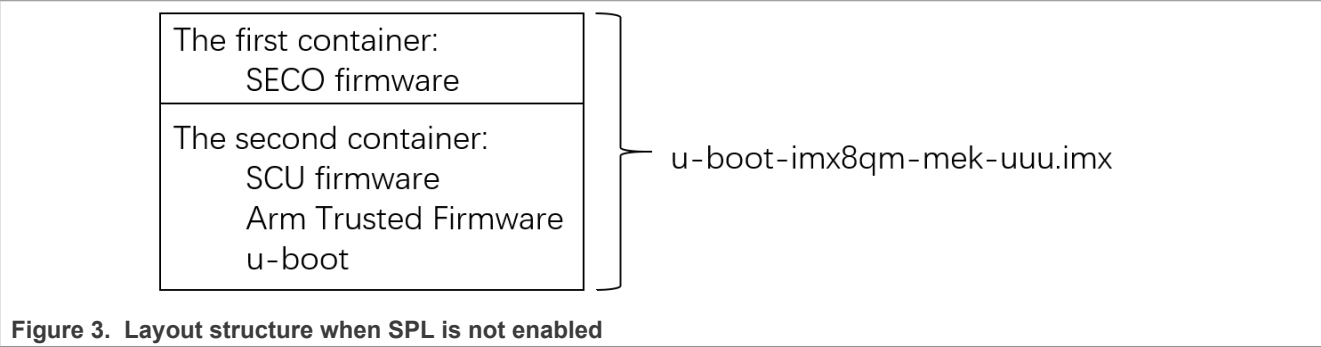 The first container:
SECO firmware
The second container:
SCU firmware
Arm Trusted Firmware
u-boot
u-boot-imx8qm-mek-uuu.imx
Figure 3. Layout structure when SPL is not enabled